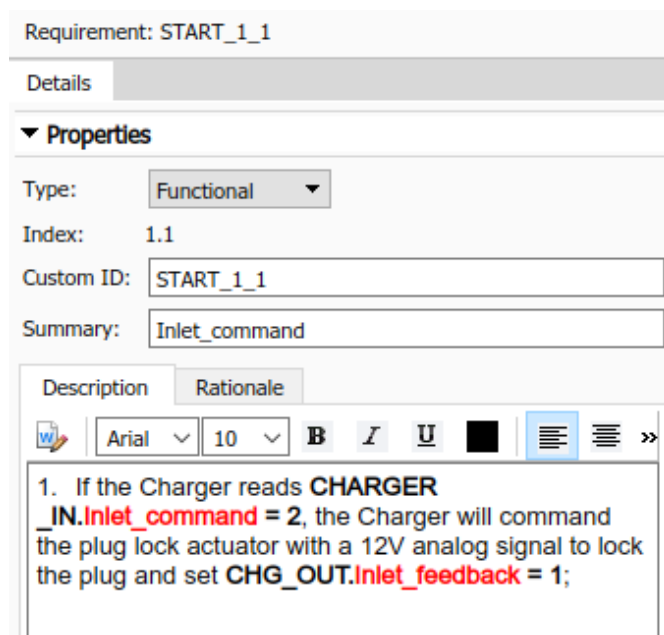 Requirement: START_1_1
Details
Properties
Type: Functional
Index: 1.1
Custom ID: START_1_1
Summary: Inlet_command
Description Rationale
Arial 10 B I U »
1. If the Charger reads CHARGER
_IN.Inlet_command = 2, the Charger will command
the plug lock actuator with a 12V analog signal to lock
the plug and set CHG_OUT.Inlet_feedback = 1;